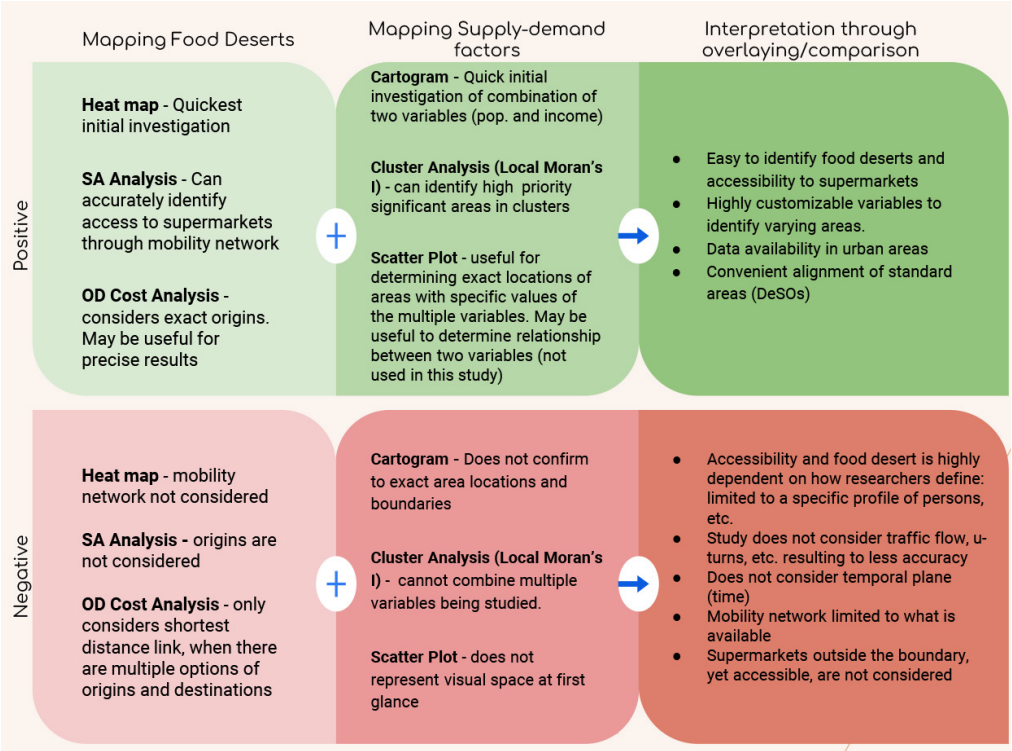 Mapping Food Deserts
Mapping Supply-demand
factors
Interpretation through
overlaying/comparison
Positive
Heat map - Quickest
initial investigation
SA Analysis - Can
accurately identify
access to supermarkets
through mobility network
OD Cost Analysis -
considers exact origins.
May be useful for
precise results
+
Cartogram - Quick initial
investigation of combination of
two variables (pop. and income)
Cluster Analysis (Local Moran's
I) - can identify high priority
significant areas in clusters
Scatter Plot - useful for
determining exact locations of
areas with specific values of
the multiple variables. May be
useful to determine relationship
between two variables (not
used in this study)
● Easy to identify food deserts and
accessibility to supermarkets
● Highly customizable variables to
identify varying areas.
● Data availability in urban areas
● Convenient alignment of standard
areas (DeSOs)
Negative
Heat map - mobility
network not considered
SA Analysis - origins are
not considered
OD Cost Analysis - only
considers shortest
distance link, when there
are multiple options of
origins and destinations
+
Cartogram - Does not confirm
to exact area locations and
boundaries
Cluster Analysis (Local Moran's
I) - cannot combine multiple
variables being studied.
Scatter Plot - does not
represent visual space at first
glance
● Accessibility and food desert is highly
dependent on how researchers define:
limited to a specific profile of persons,
etc.
● Study does not consider traffic flow, u-
turns, etc. resulting to less accuracy
● Does not consider temporal plane
(time)
● Mobility network limited to what is
available
● Supermarkets outside the boundary,
yet accessible, are not considered